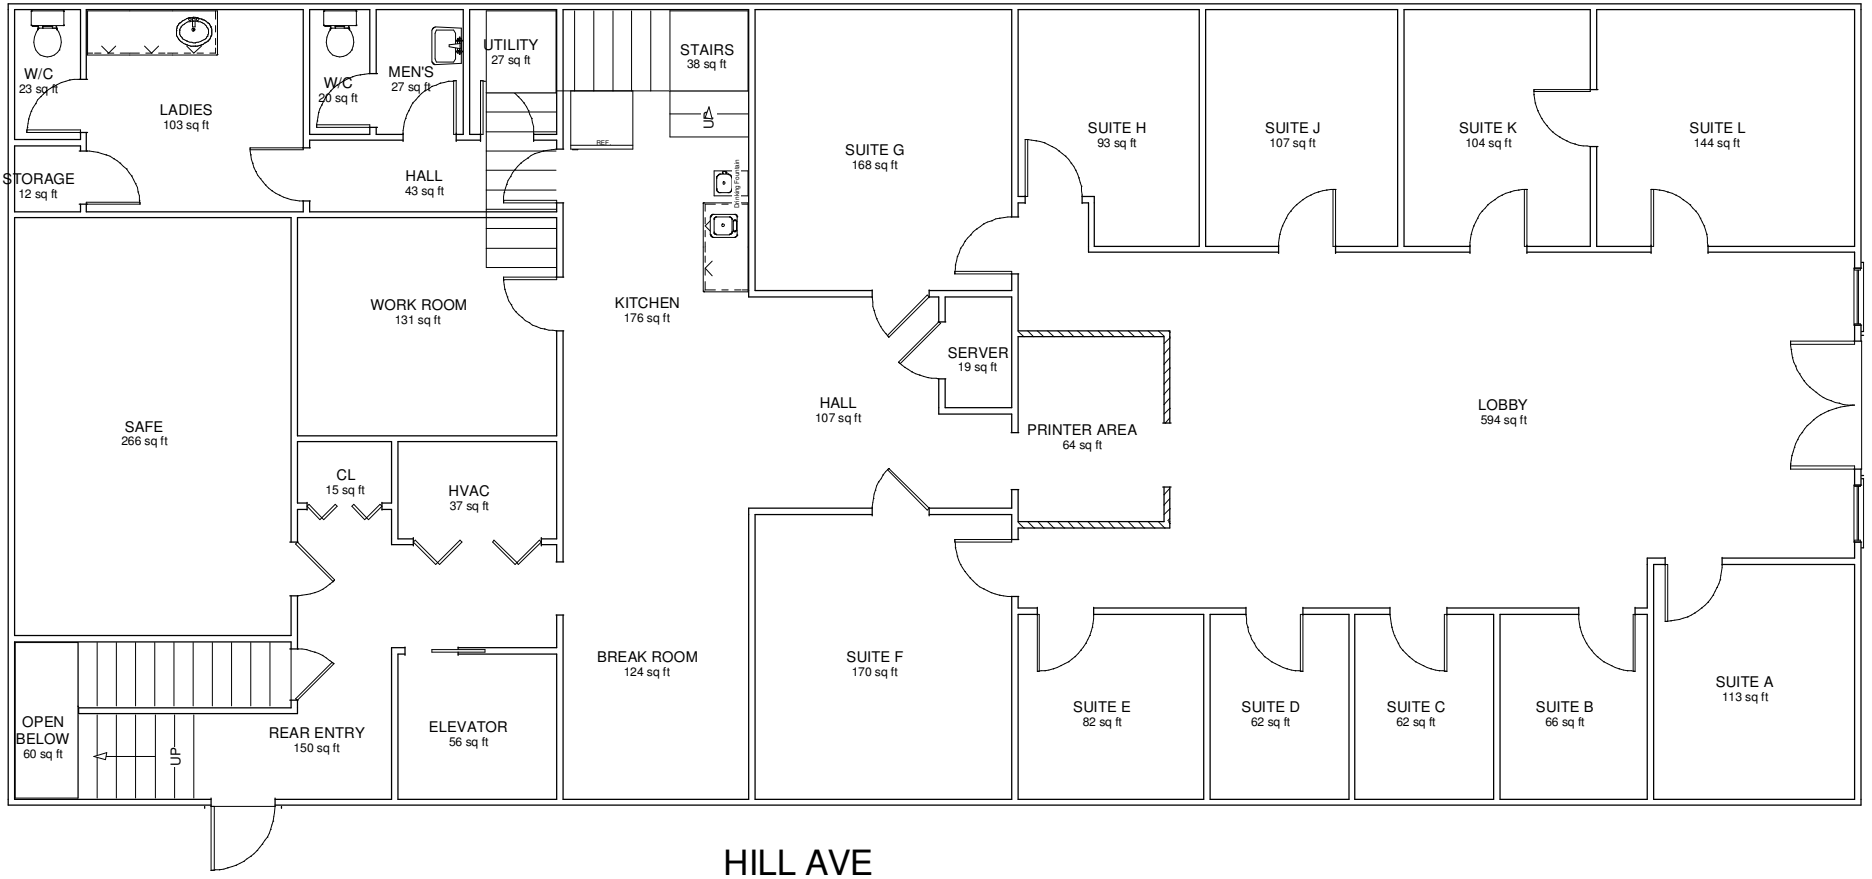 W/C
23 sq ft
LADIES
103 sq ft
W/C
20 sq ft
MEN'S
27 sq ft
UTILITY
27 sq ft
STAIRS
38 sq ft
UP
REF.
Drinking Fountain
STORAGE
12 sq ft
HALL
43 sq ft
SUITE G
168 sq ft
SUITE H
93 sq ft
SUITE J
107 sq ft
SUITE K
104 sq ft
SUITE L
144 sq ft
SAFE
266 sq ft
WORK ROOM
131 sq ft
KITCHEN
176 sq ft
SERVER
19 sq ft
HALL
107 sq ft
PRINTER AREA
64 sq ft
LOBBY
594 sq ft
CL
15 sq ft
HVAC
37 sq ft
BREAK ROOM
124 sq ft
SUITE F
170 sq ft
SUITE E
82 sq ft
SUITE D
62 sq ft
SUITE C
62 sq ft
SUITE B
66 sq ft
SUITE A
113 sq ft
OPEN
BELOW
60 sq ft
UP
REAR ENTRY
150 sq ft
ELEVATOR
56 sq ft
HILL AVE